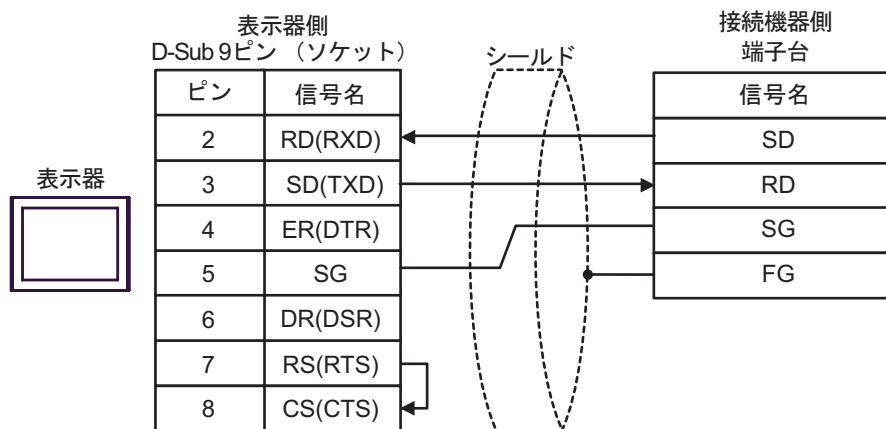 表示器側
D-Sub 9ピン （ソケット）
シールド
接続機器側
端子台
ピン 信号名
信号名
2 RD(RXD)
SD
表示器
3 SD(TXD)
RD
4 ER(DTR)
SG
5 SG
FG
6 DR(DSR)
7 RS(RTS)
8 CS(CTS)